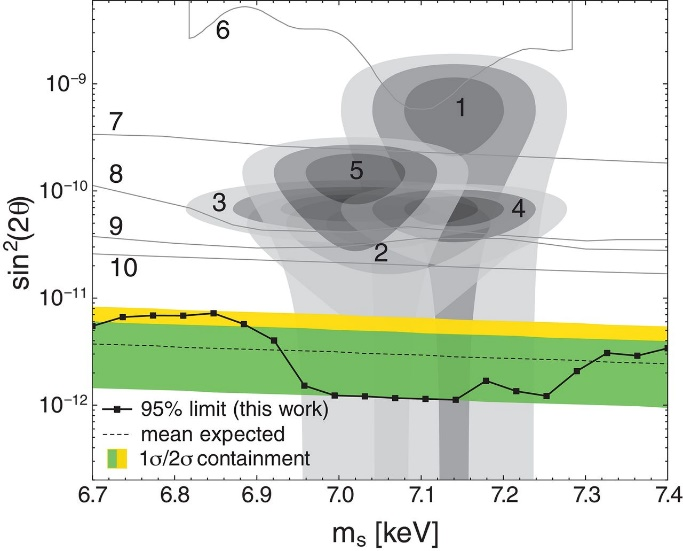 6
10⁻⁹
1
7
5
8
10⁻¹⁰
3
4
9
2
10
sin²(2θ)
10⁻¹¹
10⁻¹²
95% limit (this work)
mean expected
1σ/2σ containment
6.7 6.8 6.9 7.0 7.1 7.2 7.3 7.4
mₛ [keV]